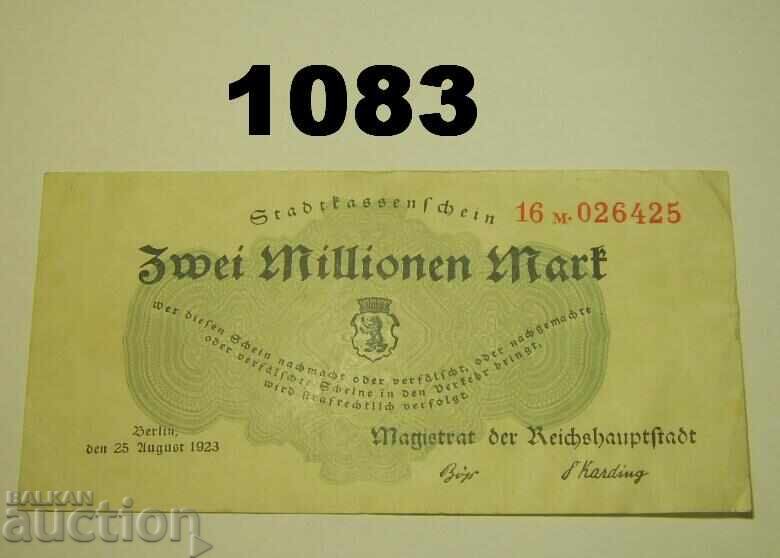 1083
Stadtkassenschein 16 M· 026425
Zwei Millionen Mark
wer diesen Schein nachmacht oder verfälscht, oder nachgemachte
oder verfälschte Scheine in den Verkehr bringt,
wird strafrechtlich verfolgt
Berlin,
den 25 August 1923
Magistrat der Reichshauptstadt
Böß Karding
BALKAN
auction